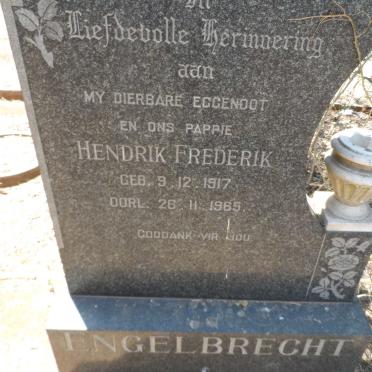 In
Liefdevolle Herinnering
aan
MY DIERBARE EGGENOOT
EN ONS PAPPIE
HENDRIK FREDERIK
GEB. 9. 12. 1917.
OORL. 26. 11. 1965.
GODDANK VIR JOU
ENGELBRECHT